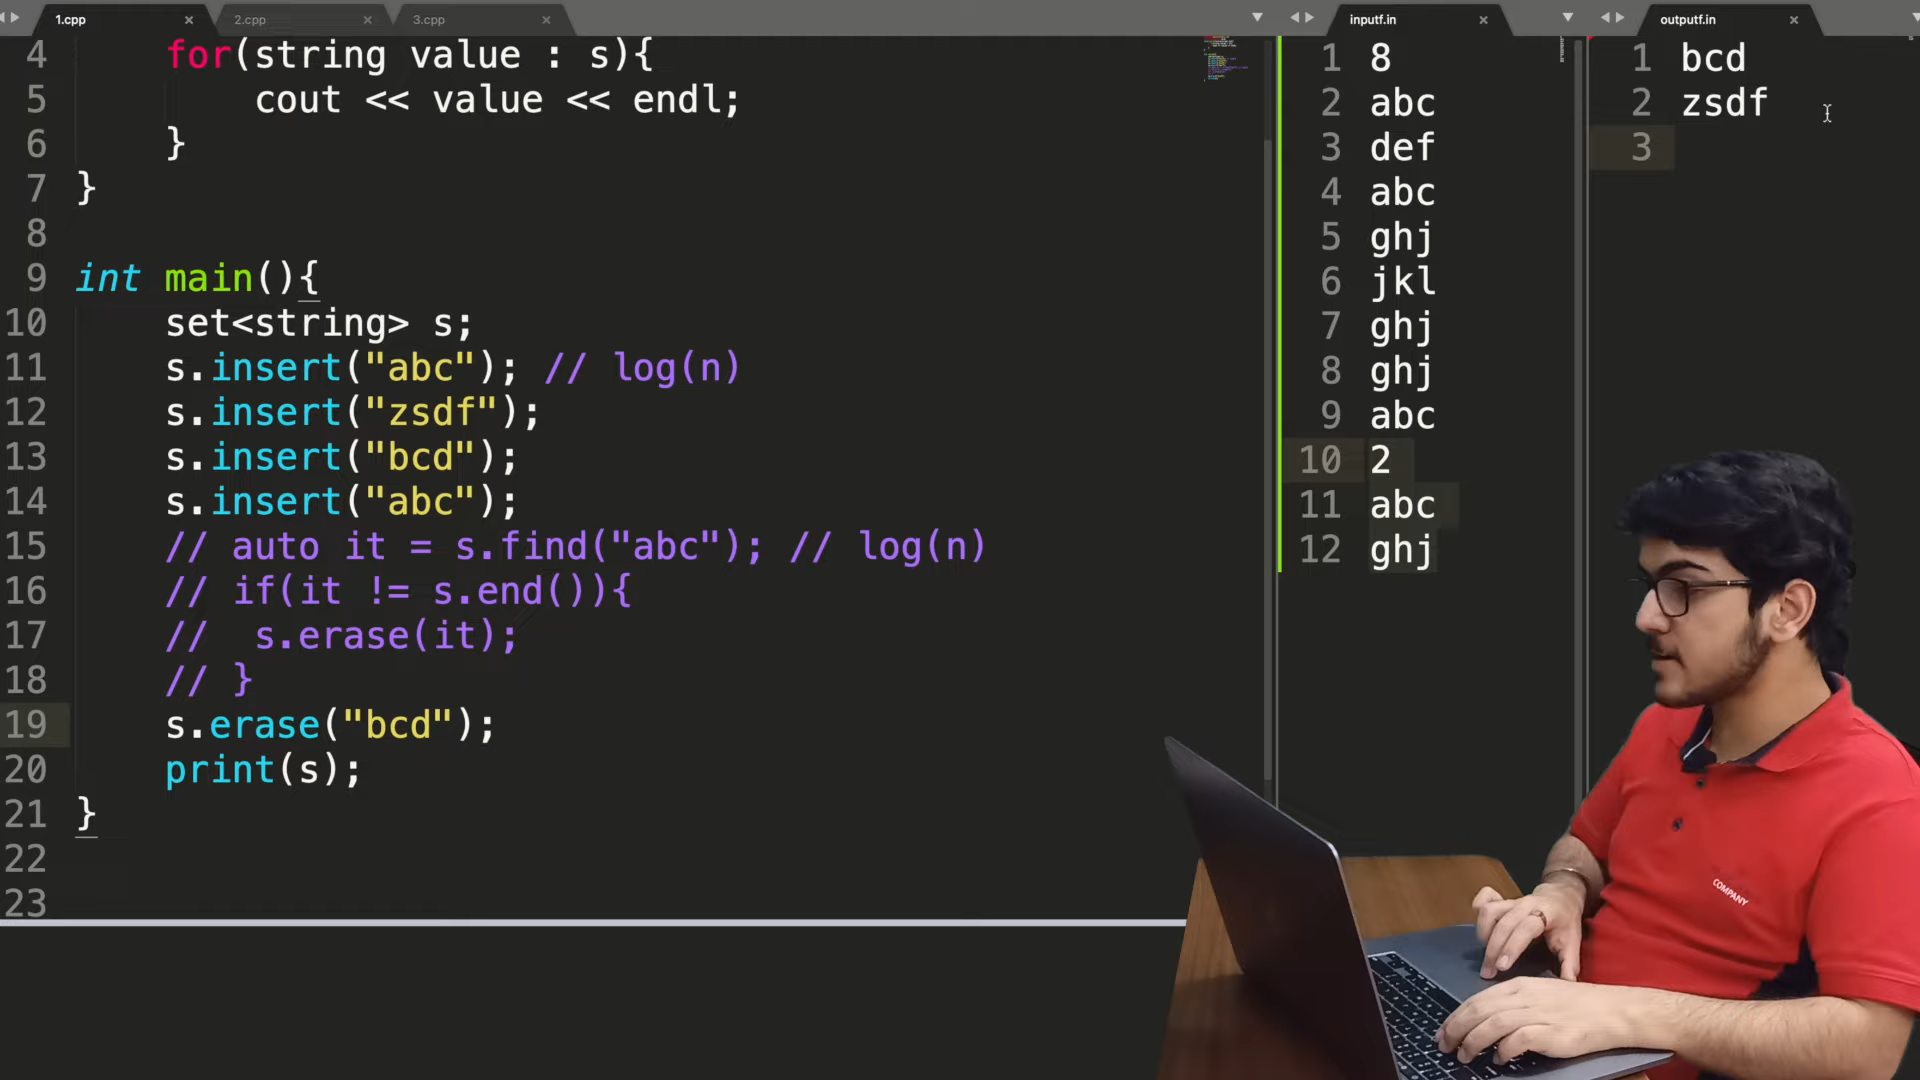 1.cpp
2.cpp
3.cpp
4 for(string value : s){
5 cout << value << endl;
6 }
7 }
8
9 int main(){
10 set<string> s;
11 s.insert("abc"); // log(n)
12 s.insert("zsdf");
13 s.insert("bcd");
14 s.insert("abc");
15 // auto it = s.find("abc"); // log(n)
16 // if(it != s.end()){
17 // s.erase(it);
18 // }
19 s.erase("bcd");
20 print(s);
21 }
22
23
inputf.in
1 8
2 abc
3 def
4 abc
5 ghj
6 jkl
7 ghj
8 ghj
9 abc
10 2
11 abc
12 ghj
outputf.in
1 bcd
2 zsdf
3
COMPANY